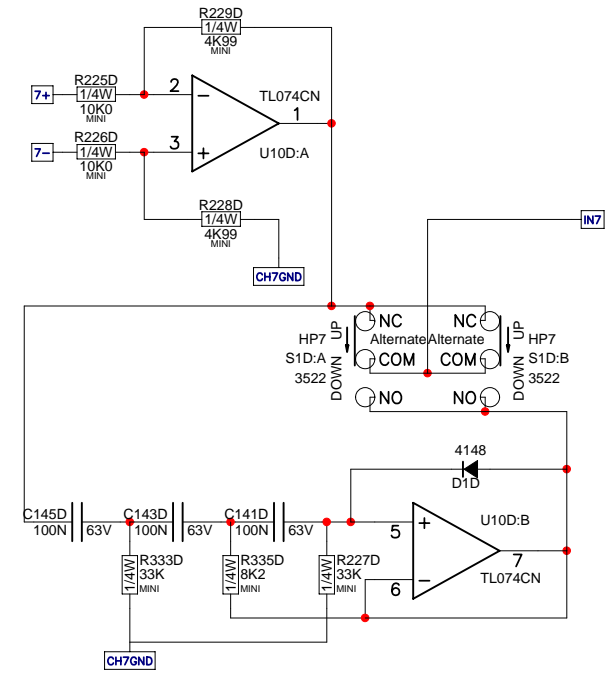 R229D
1/4W
4K99
MINI
7+
R225D
1/4W
10K0
MINI
2
TL074CN
1
U10D:A
7-
R226D
1/4W
10K0
MINI
3
R228D
1/4W
4K99
MINI
CH7GND
IN7
HP7
S1D:A
3522
UP
DOWN
NC
NC
AlternateAlternate
COM
COM
NO
NO
UP
DOWN
HP7
S1D:B
3522
4148
D1D
C145D
100N
63V
C143D
100N
63V
C141D
100N
63V
R333D
1/4W
33K
MINI
R335D
1/4W
8K2
MINI
R227D
1/4W
33K
MINI
5
6
7
U10D:B
TL074CN
CH7GND